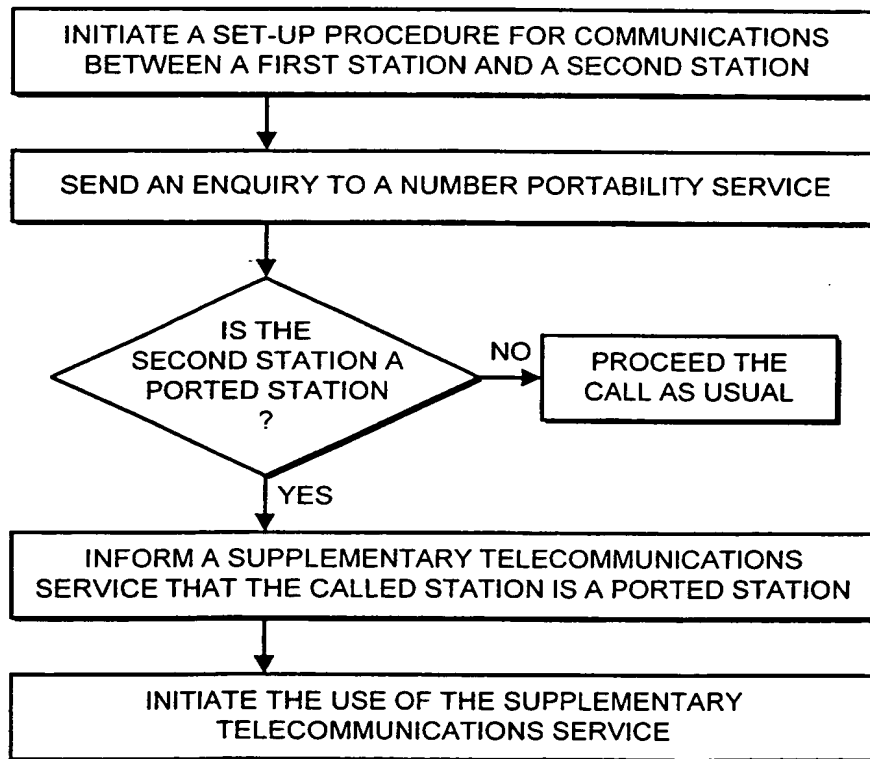 INITIATE A SET-UP PROCEDURE FOR COMMUNICATIONS
BETWEEN A FIRST STATION AND A SECOND STATION
SEND AN ENQUIRY TO A NUMBER PORTABILITY SERVICE
IS THE
SECOND STATION A
PORTED STATION
?
NO
PROCEED THE
CALL AS USUAL
YES
INFORM A SUPPLEMENTARY TELECOMMUNICATIONS
SERVICE THAT THE CALLED STATION IS A PORTED STATION
INITIATE THE USE OF THE SUPPLEMENTARY
TELECOMMUNICATIONS SERVICE